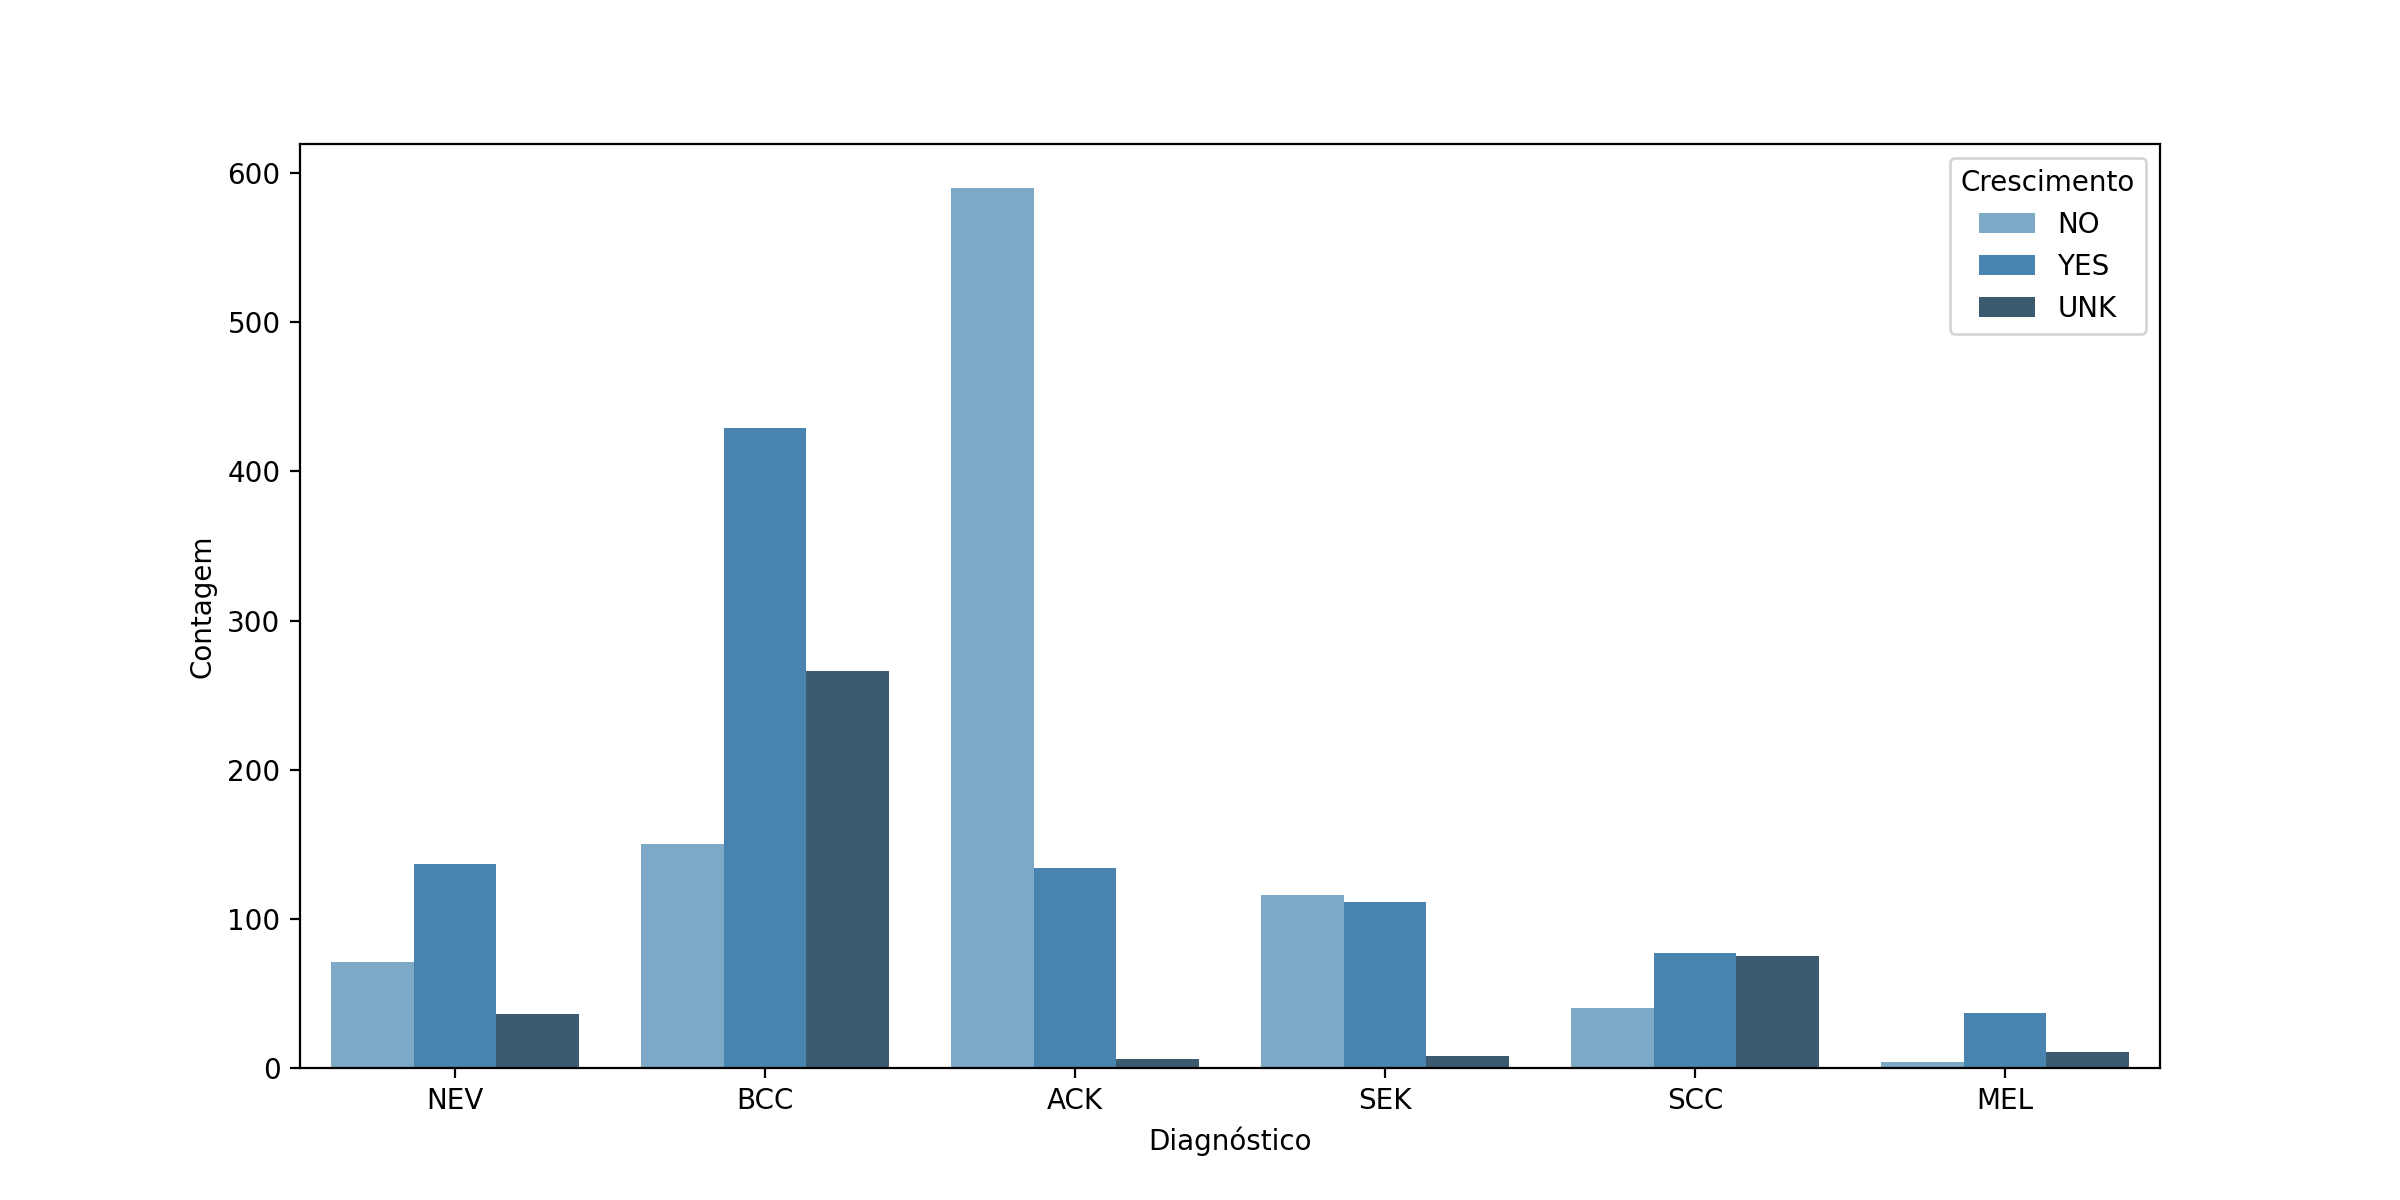 Crescimento
NO
YES
UNK
600
500
400
300
200
100
0
Contagem
NEV BCC ACK SEK SCC MEL
Diagnóstico